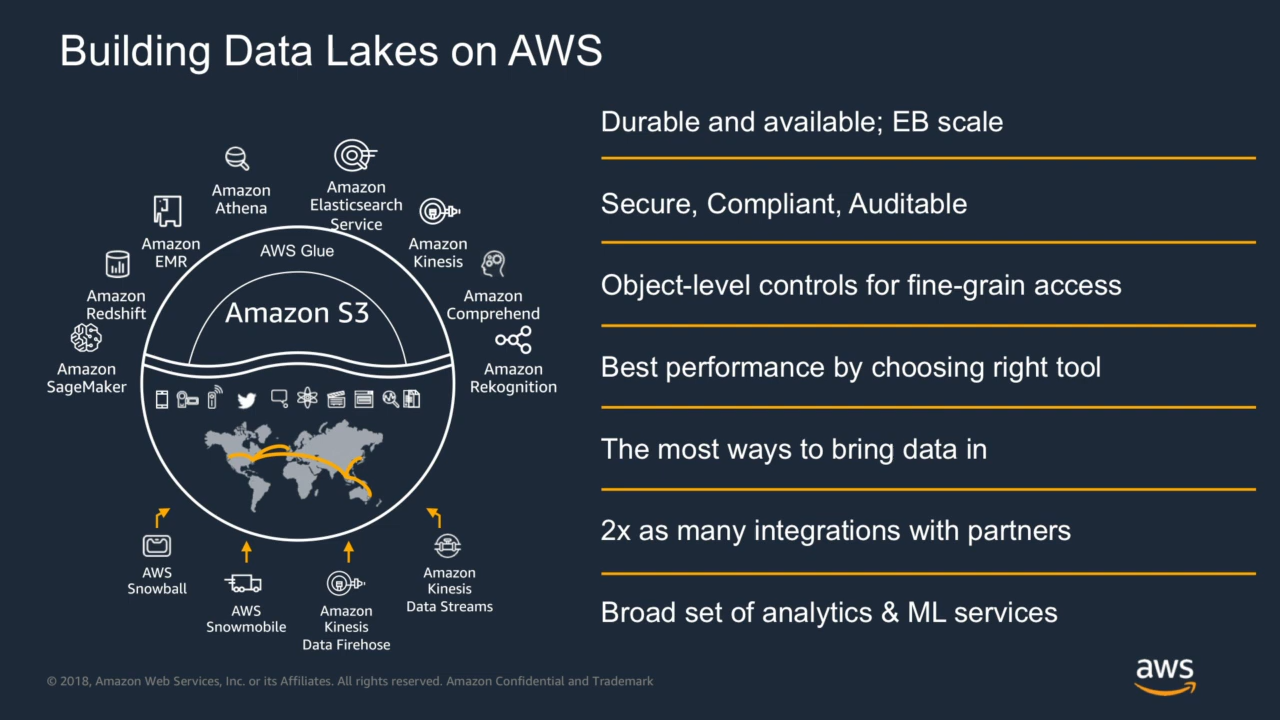 Building Data Lakes on AWS
Amazon
Athena
Amazon
Elasticsearch
Service
Amazon
EMR
Amazon
Kinesis
Amazon
Redshift
Amazon
Comprehend
Amazon
SageMaker
Amazon
Rekognition
AWS Glue
Amazon S3
AWS
Snowball
AWS
Snowmobile
Amazon
Kinesis
Data Firehose
Amazon
Kinesis
Data Streams
Durable and available; EB scale
Secure, Compliant, Auditable
Object-level controls for fine-grain access
Best performance by choosing right tool
The most ways to bring data in
2x as many integrations with partners
Broad set of analytics & ML services
© 2018, Amazon Web Services, Inc. or its Affiliates. All rights reserved. Amazon Confidential and Trademark
aws